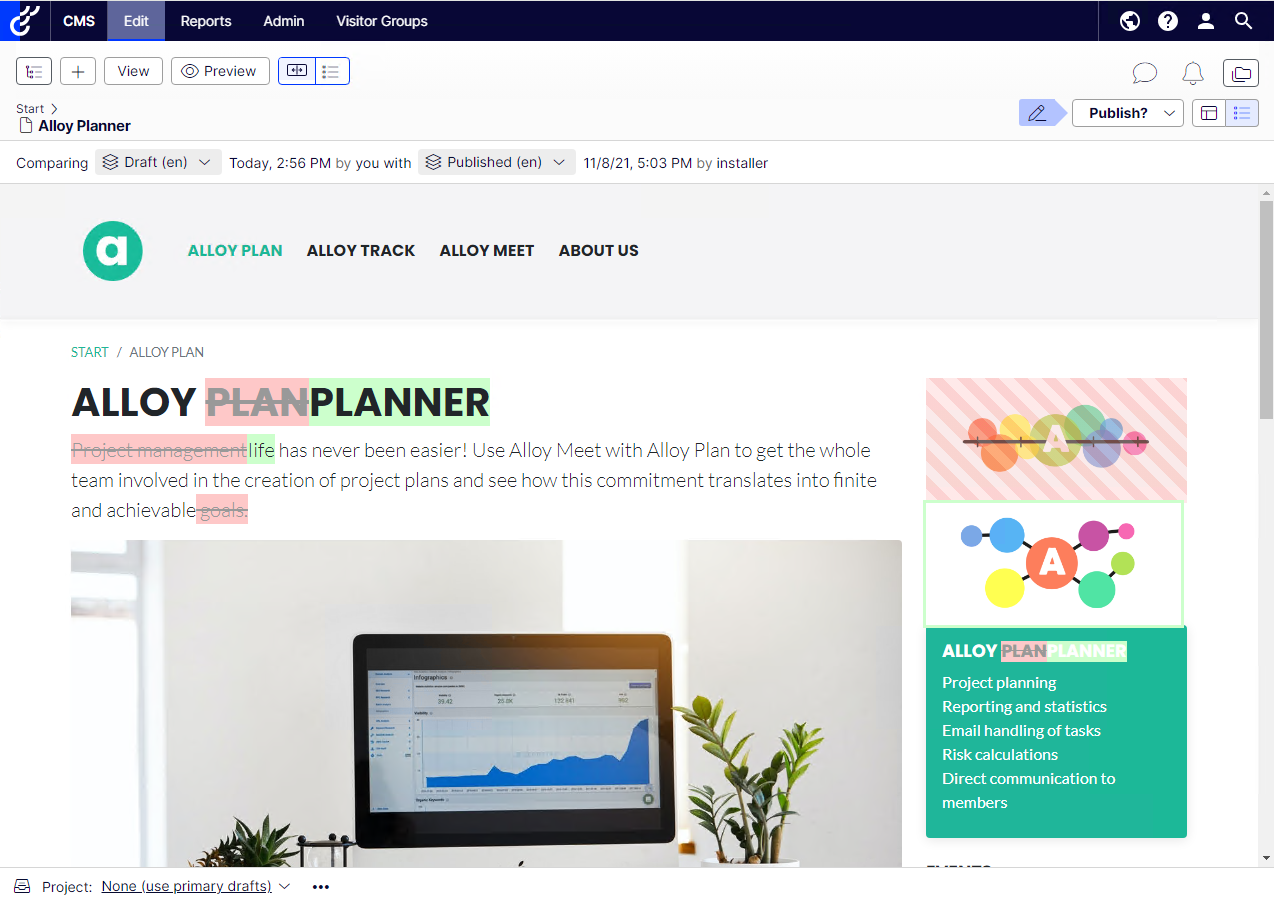 CMS Edit Reports Admin Visitor Groups
View Preview
Start
Alloy Planner
Publish?
Comparing Draft (en) Today, 2:56 PM by you with Published (en) 11/8/21, 5:03 PM by installer
a ALLOY PLAN ALLOY TRACK ALLOY MEET ABOUT US
START / ALLOY PLAN
ALLOY PLANPLANNER
Project managementlife has never been easier! Use Alloy Meet with Alloy Plan to get the whole
team involved in the creation of project plans and see how this commitment translates into finite
and achievable goals.
A
A
ALLOY PLANPLANNER
Project planning
Reporting and statistics
Email handling of tasks
Risk calculations
Direct communication to
members
Infographics
Visibility
Organic Keywords
Project: None (use primary drafts)